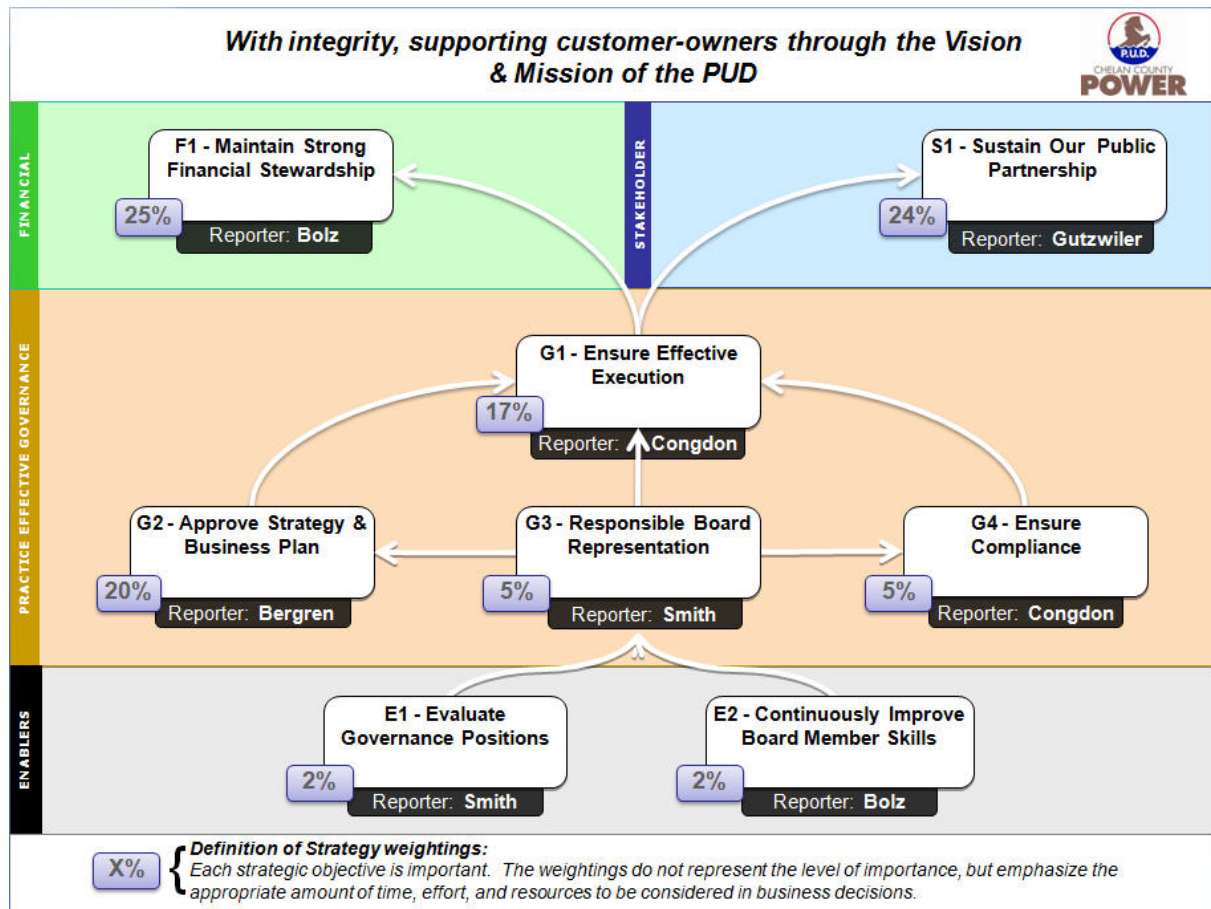 With integrity, supporting customer-owners through the Vision
& Mission of the PUD
P.U.D.
CHELAN COUNTY
POWER
FINANCIAL
F1 - Maintain Strong
Financial Stewardship
25%
Reporter: Bolz
STAKEHOLDER
S1 - Sustain Our Public
Partnership
24%
Reporter: Gutzwiler
PRACTICE EFFECTIVE GOVERNANCE
G1 - Ensure Effective
Execution
17%
Reporter: Congdon
G2 - Approve Strategy &
Business Plan
20%
Reporter: Bergren
G3 - Responsible Board
Representation
5%
Reporter: Smith
G4 - Ensure
Compliance
5%
Reporter: Congdon
ENABLERS
E1 - Evaluate
Governance Positions
2%
Reporter: Smith
E2 - Continuously Improve
Board Member Skills
2%
Reporter: Bolz
X%
Definition of Strategy weightings:
Each strategic objective is important. The weightings do not represent the level of importance, but emphasize the
appropriate amount of time, effort, and resources to be considered in business decisions.